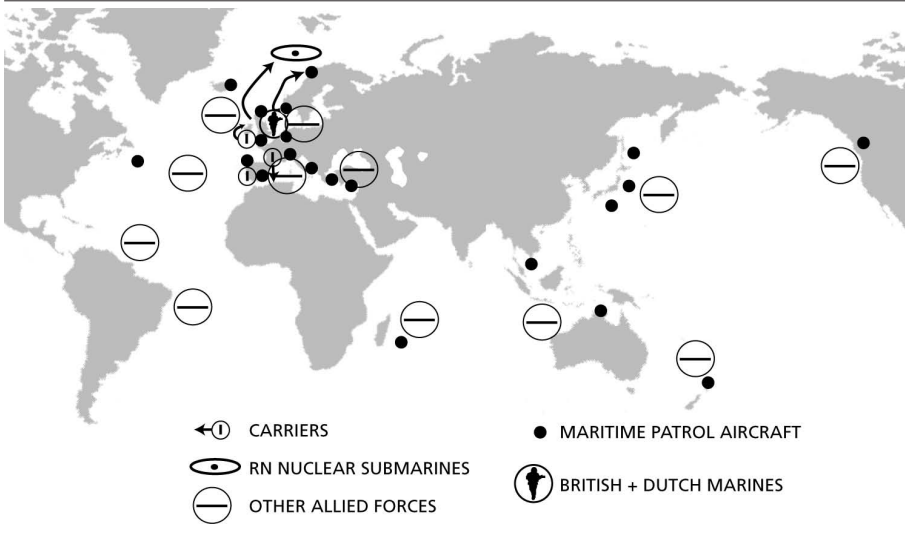 CARRIERS
RN NUCLEAR SUBMARINES
OTHER ALLIED FORCES
MARITIME PATROL AIRCRAFT
BRITISH + DUTCH MARINES